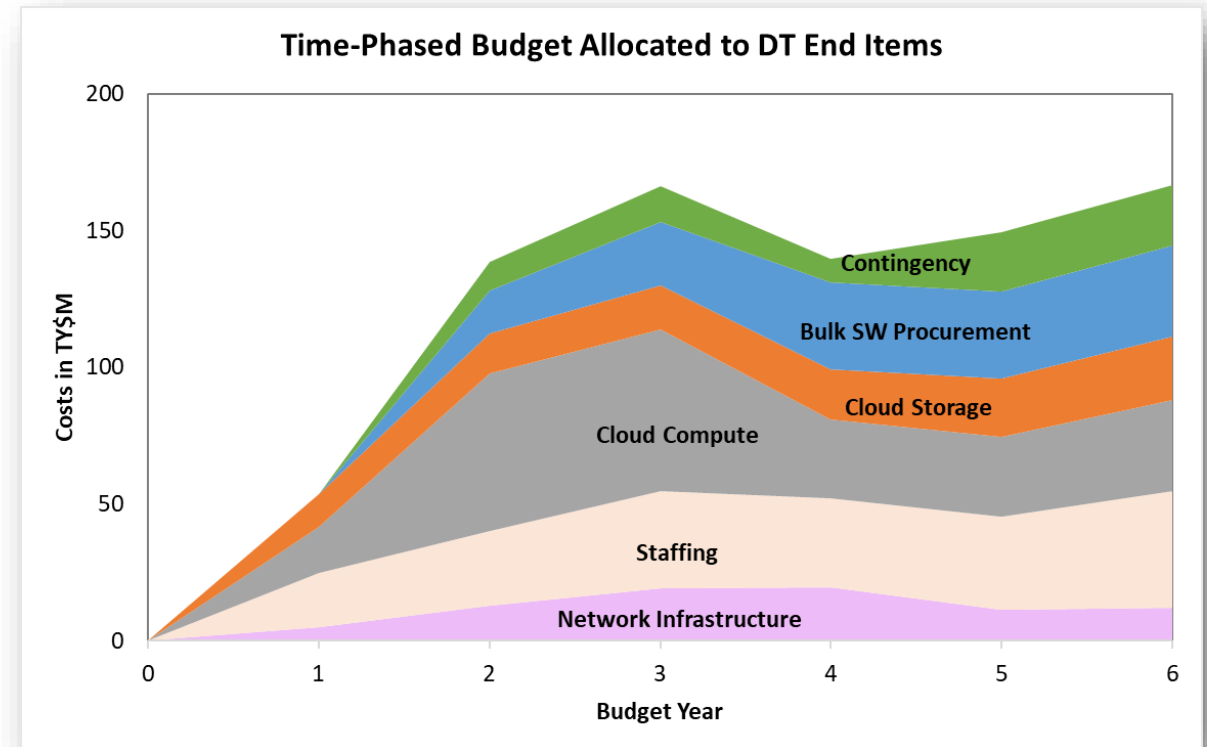 Time-Phased Budget Allocated to DT End Items
200
150
100
50
0
Costs in TY$M
Contingency
Bulk SW Procurement
Cloud Storage
Cloud Compute
Staffing
Network Infrastructure
0 1 2 3 4 5 6
Budget Year